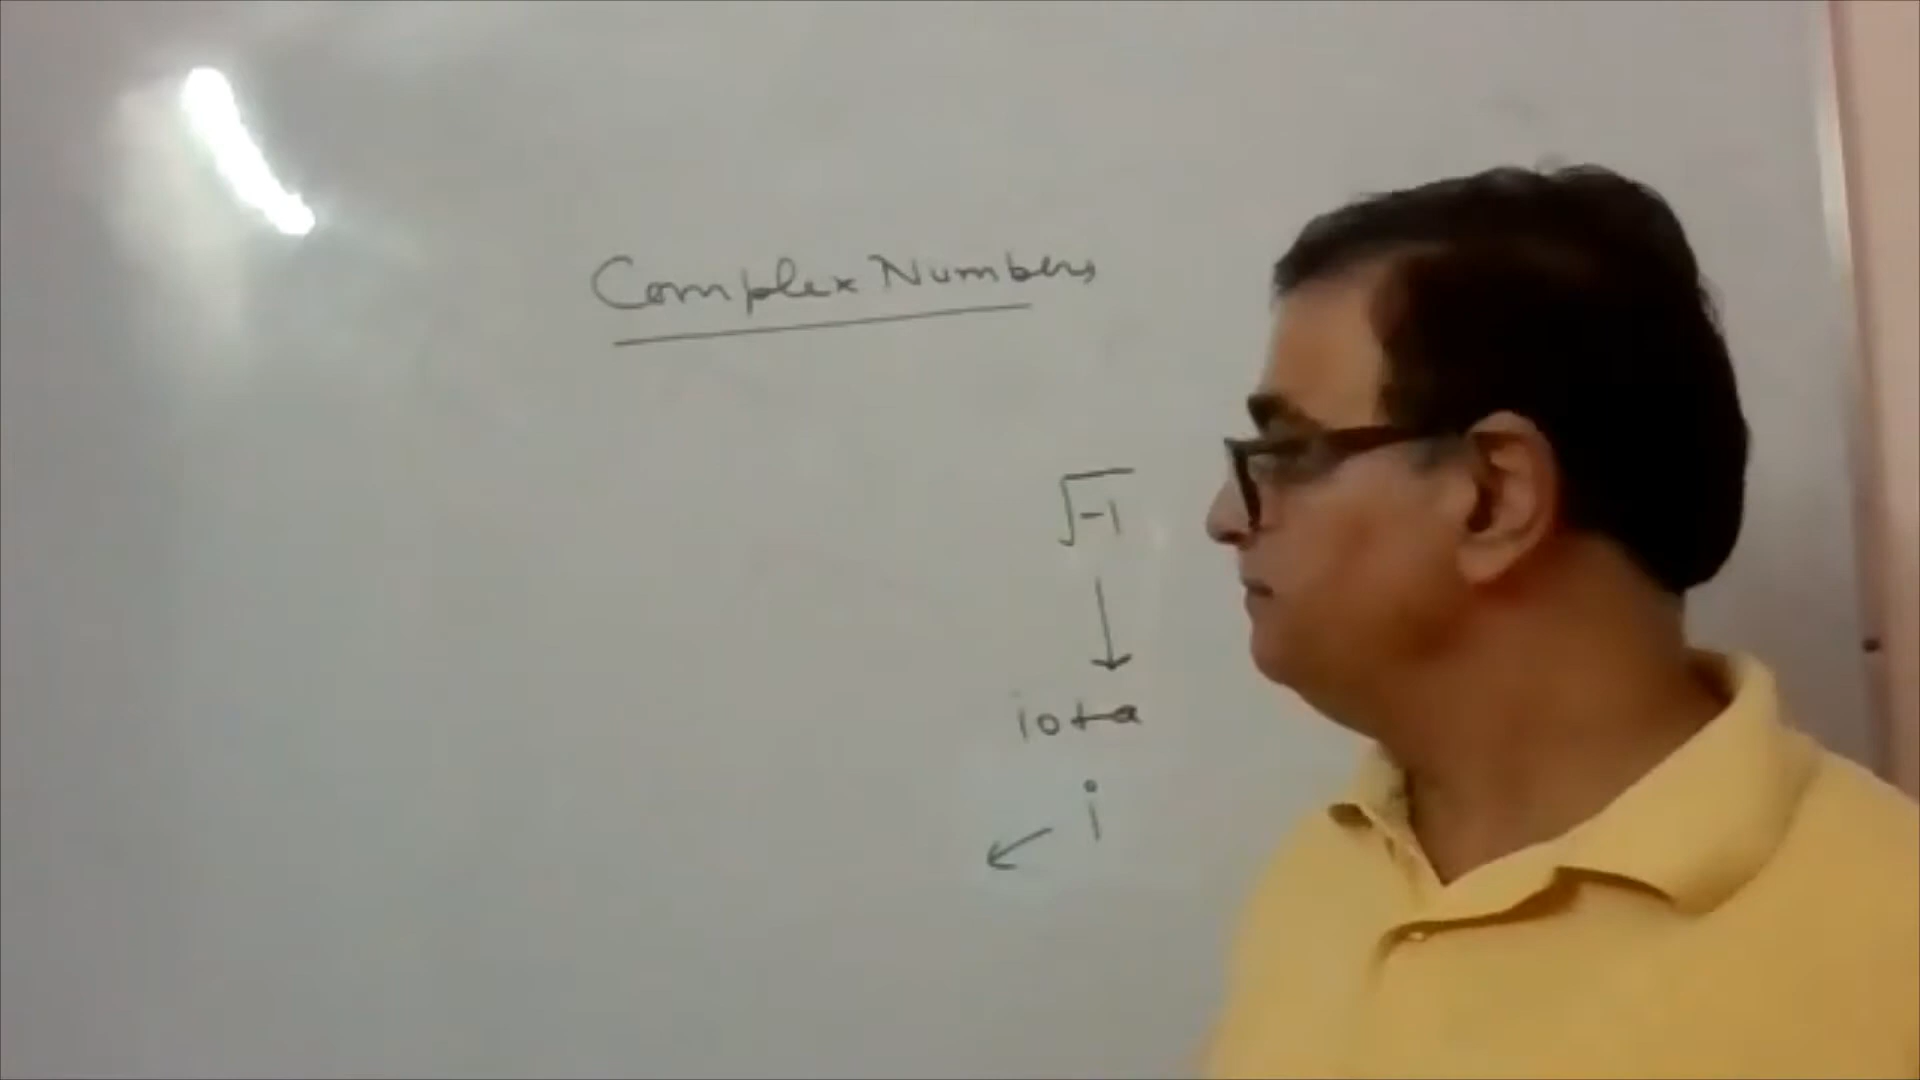 Complex Numbers
√-1
↓
iota
i
↙